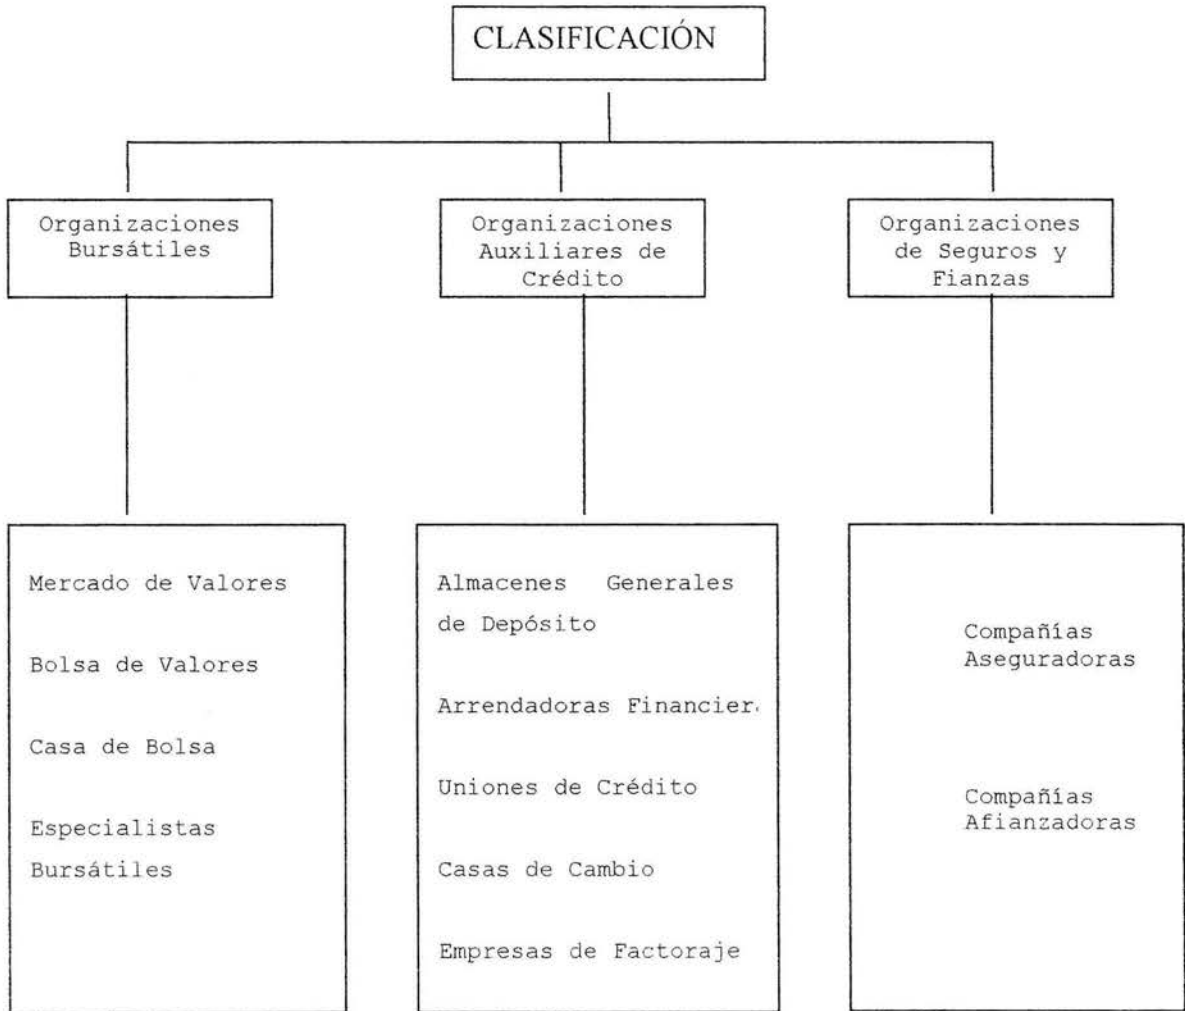 CLASIFICACIÓN
Organizaciones
Bursátiles
Organizaciones
Auxiliares de
Crédito
Organizaciones
de Seguros y
Fianzas
Mercado de Valores
Bolsa de Valores
Casa de Bolsa
Especialistas
Bursátiles
Almacenes Generales
de Depósito
Arrendadoras Financier
Uniones de Crédito
Casas de Cambio
Empresas de Factoraje
Compañías
Aseguradoras
Compañías
Afianzadoras